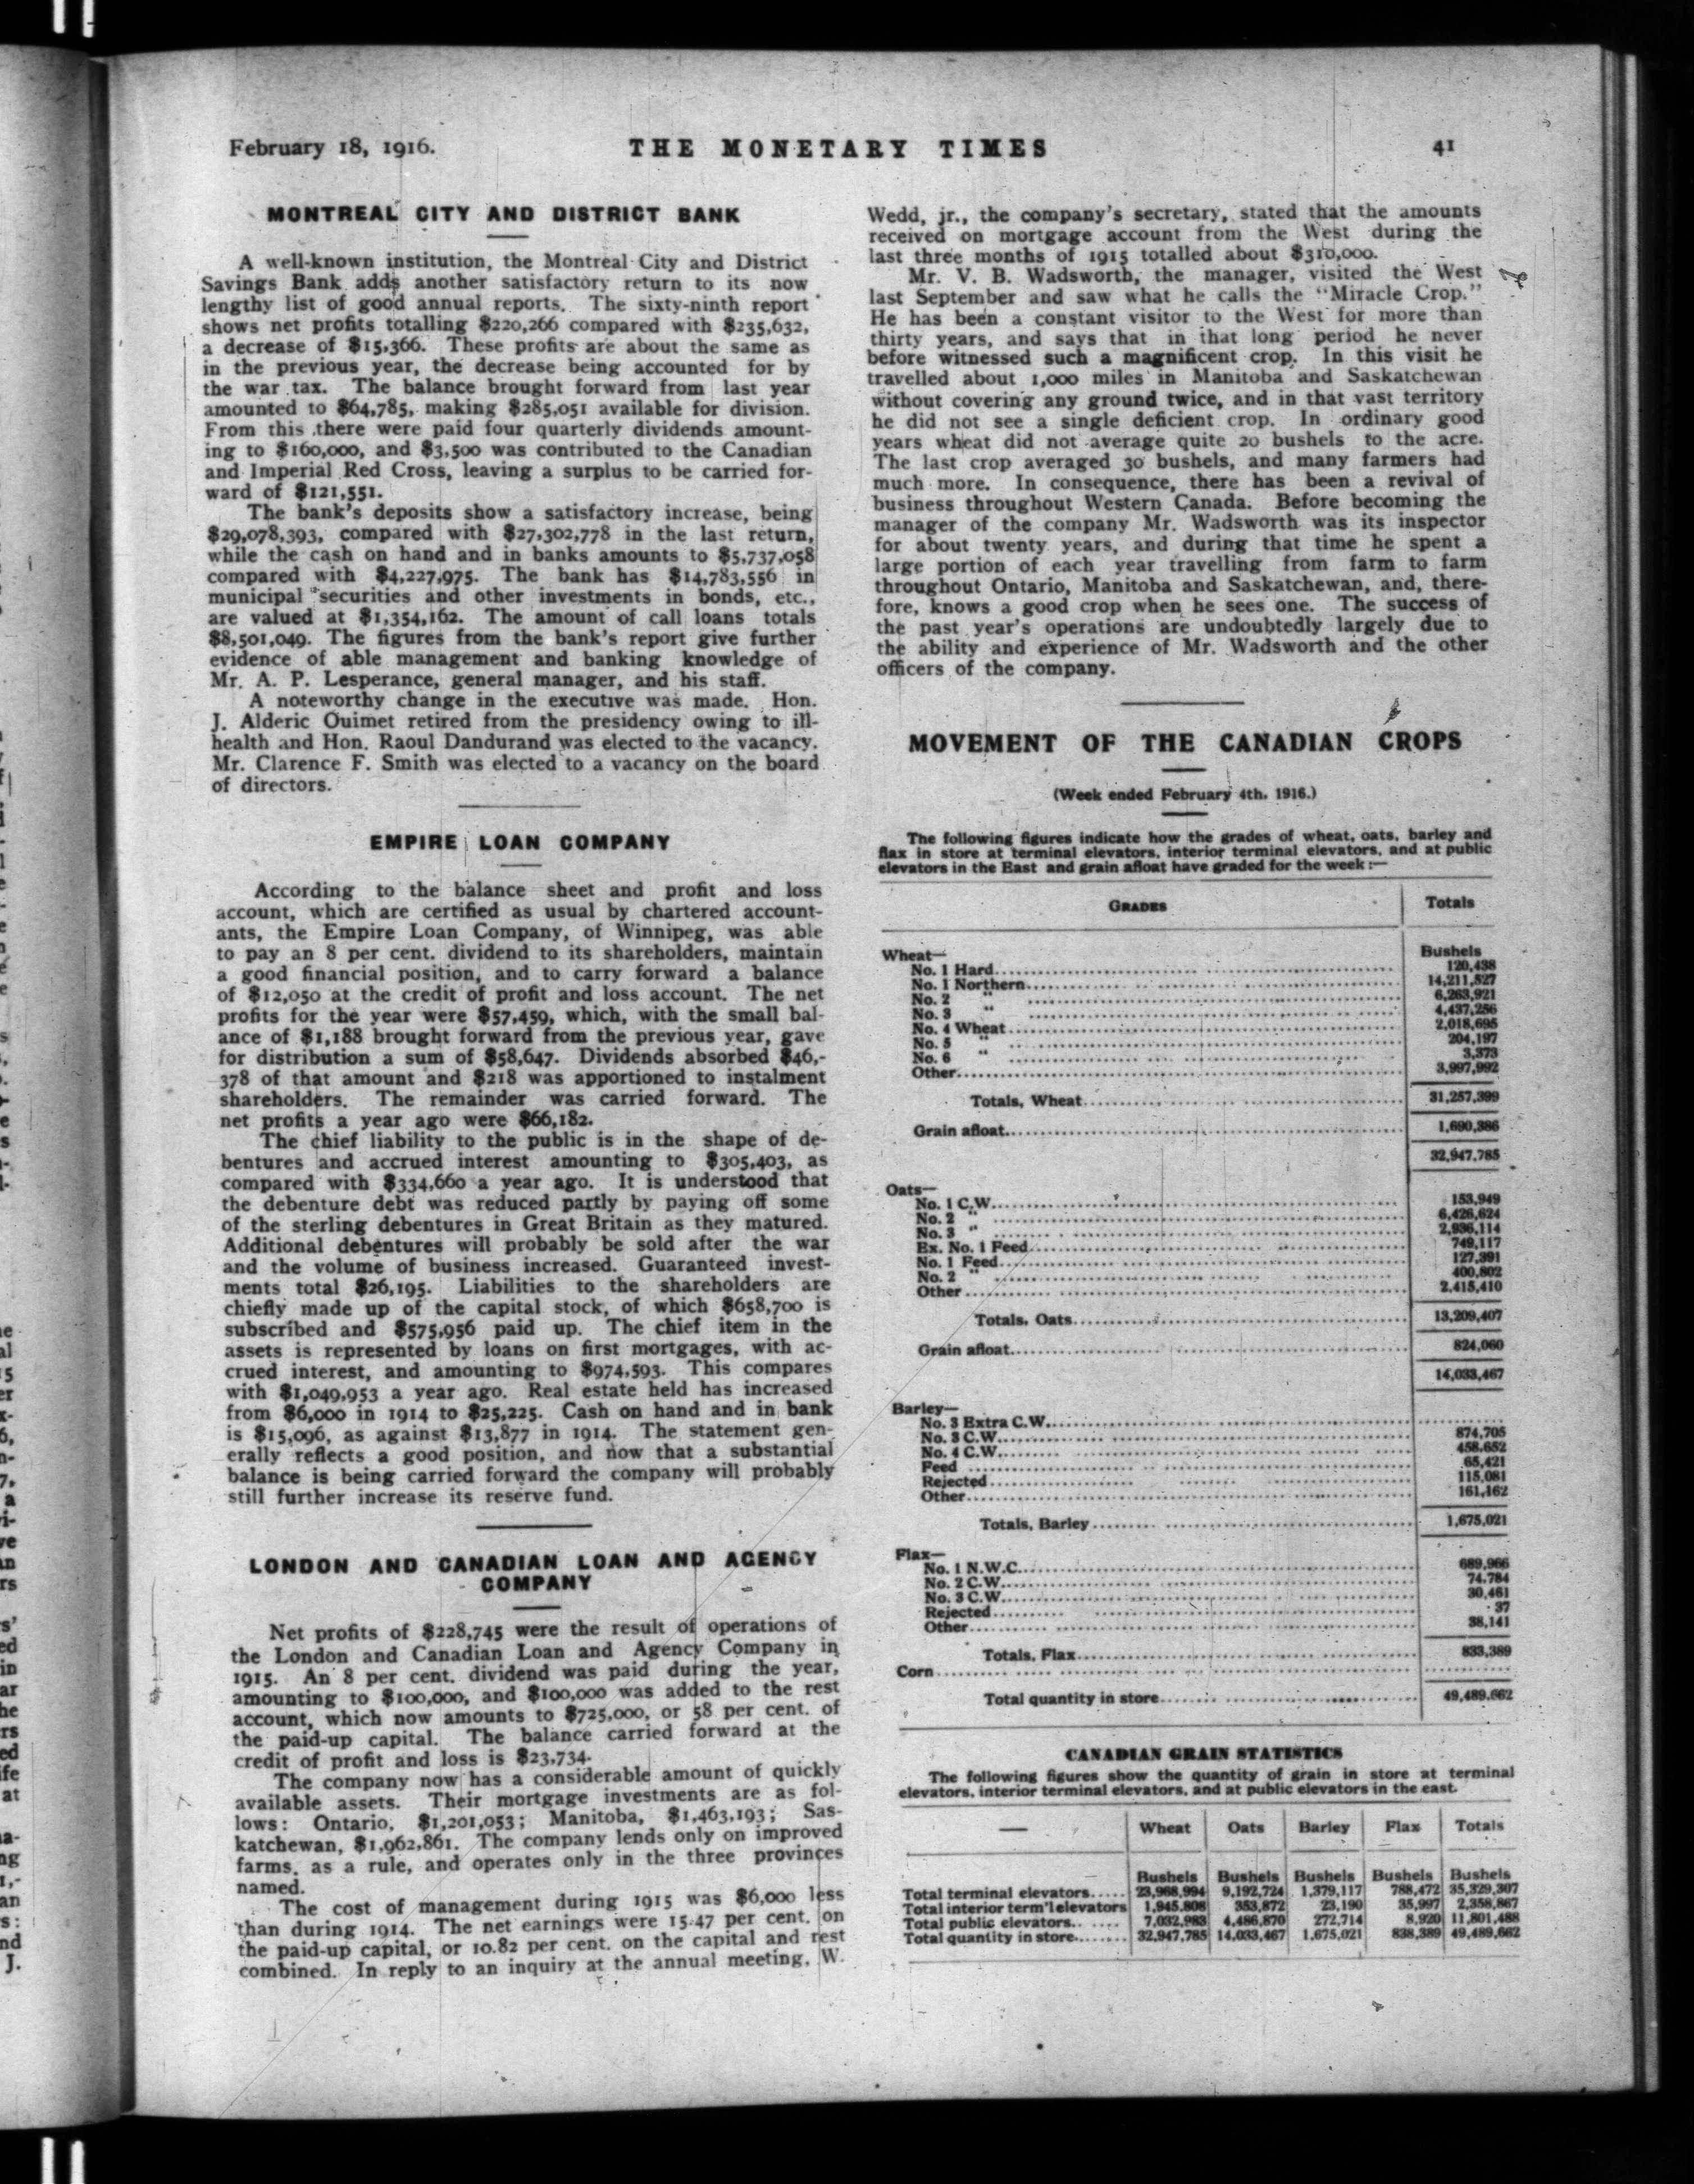 February 18, 1916.
THE MONETARY TIMES
41
MONTREAL CITY AND DISTRICT BANK
A well-known institution, the Montreal City and District
Savings Bank adds another satisfactory return to its now
lengthy list of good annual reports. The sixty-ninth report
shows net profits totalling $220,266 compared with $235,632,
a decrease of $15,366. These profits are about the same as
in the previous year, the decrease being accounted for by
the war tax. The balance brought forward from last year
amounted to $64,785, making $285,051 available for division.
From this there were paid four quarterly dividends amount-
ing to $160,000, and $3,500 was contributed to the Canadian
and Imperial Red Cross, leaving a surplus to be carried for-
ward of $121,551.
The bank's deposits show a satisfactory increase, being
$29,078,393, compared with $27,302,778 in the last return,
while the cash on hand and in banks amounts to $5,737,058
compared with $4,227,975. The bank has $14,783,556 in
municipal securities and other investments in bonds, etc.,
are valued at $1,354,162. The amount of call loans totals
$8,501,049. The figures from the bank's report give further
evidence of able management and banking knowledge of
Mr. A. P. Lesperance, general manager, and his staff.
A noteworthy change in the executive was made. Hon.
J. Alderic Ouimet retired from the presidency owing to ill-
health and Hon. Raoul Dandurand was elected to the vacancy.
Mr. Clarence F. Smith was elected to a vacancy on the board
of directors.
EMPIRE LOAN COMPANY
According to the balance sheet and profit and loss
account, which are certified as usual by chartered account-
ants, the Empire Loan Company, of Winnipeg, was able
to pay an 8 per cent. dividend to its shareholders, maintain
a good financial position, and to carry forward a balance
of $12,050 at the credit of profit and loss account. The net
profits for the year were $57,459, which, with the small bal-
ance of $1,188 brought forward from the previous year, gave
for distribution a sum of $58,647. Dividends absorbed $46,-
378 of that amount and $218 was apportioned to instalment
shareholders. The remainder was carried forward. The
net profits a year ago were $66,182.
The chief liability to the public is in the shape of de-
bentures and accrued interest amounting to $305,403, as
compared with $334,660 a year ago. It is understood that
the debenture debt was reduced partly by paying off some
of the sterling debentures in Great Britain as they matured.
Additional debentures will probably be sold after the war
and the volume of business increased. Guaranteed invest-
ments total $26,195. Liabilities to the shareholders are
chiefly made up of the capital stock, of which $658,700 is
subscribed and $575,956 paid up. The chief item in the
assets is represented by loans on first mortgages, with ac-
crued interest, and amounting to $974,593. This compares
with $1,049,953 a year ago. Real estate held has increased
from $6,000 in 1914 to $25,225. Cash on hand and in bank
is $15,096, as against $13,877 in 1914. The statement gen-
erally reflects a good position, and now that a substantial
balance is being carried forward the company will probably
still further increase its reserve fund.
LONDON AND CANADIAN LOAN AND AGENCY
COMPANY
Net profits of $228,745 were the result of operations of
the London and Canadian Loan and Agency Company in
1915. An 8 per cent. dividend was paid during the year,
amounting to $100,000, and $100,000 was added to the rest
account, which now amounts to $725,000, or 58 per cent. of
the paid-up capital. The balance carried forward at the
credit of profit and loss is $23,734.
The company now has a considerable amount of quickly
available assets. Their mortgage investments are as fol-
lows: Ontario, $1,201,053; Manitoba, $1,463,193; Sas-
katchewan, $1,962,861. The company lends only on improved
farms, as a rule, and operates only in the three provinces
named.
The cost of management during 1915 was $6,000 less
than during 1914. The net earnings were 15.47 per cent. on
the paid-up capital, or 10.82 per cent. on the capital and rest
combined. In reply to an inquiry at the annual meeting, W.
Wedd, jr., the company's secretary, stated that the amounts
received on mortgage account from the West during the
last three months of 1915 totalled about $310,000.
Mr. V. B. Wadsworth, the manager, visited the West
last September and saw what he calls the "Miracle Crop."
He has been a constant visitor to the West for more than
thirty years, and says that in that long period he never
before witnessed such a magnificent crop. In this visit he
travelled about 1,000 miles in Manitoba and Saskatchewan
without covering any ground twice, and in that vast territory
he did not see a single deficient crop. In ordinary good
years wheat did not average quite 20 bushels to the acre.
The last crop averaged 30 bushels, and many farmers had
much more. In consequence, there has been a revival of
business throughout Western Canada. Before becoming the
manager of the company Mr. Wadsworth was its inspector
for about twenty years, and during that time he spent a
large portion of each year travelling from farm to farm
throughout Ontario, Manitoba and Saskatchewan, and, there-
fore, knows a good crop when he sees one. The success of
the past year's operations are undoubtedly largely due to
the ability and experience of Mr. Wadsworth and the other
officers of the company.
MOVEMENT OF THE CANADIAN CROPS
(Week ended February 4th, 1916.)
The following figures indicate how the grades of wheat, oats, barley and
flax in store at terminal elevators, interior terminal elevators, and at public
elevators in the East and grain afloat have graded for the week:—
GRADES Totals
Wheat— Bushels
No. 1 Hard 120,438
No. 1 Northern 14,211,527
No. 2 " 6,263,921
No. 3 " 4,437,256
No. 4 Wheat 2,018,695
No. 5 " 204,197
No. 6 " 3,373
Other 3,997,992
Totals, Wheat 31,257,399
Grain afloat 1,690,386
32,947,785
Oats—
No. 1 C.W. 153,949
No. 2 " 6,426,624
No. 3 " 2,936,114
Ex. No. 1 Feed 749,117
No. 1 Feed 127,391
No. 2 " 400,802
Other 2,415,410
Totals, Oats 13,209,407
Grain afloat 824,060
14,033,467
Barley—
No. 3 Extra C.W.
No. 3 C.W. 874,705
No. 4 C.W. 458,652
Feed 65,421
Rejected 115,081
Other 161,162
Totals, Barley 1,675,021
Flax—
No. 1 N.W.C. 689,966
No. 2 C.W. 74,784
No. 3 C.W. 30,461
Rejected 37
Other 38,141
Totals, Flax 833,389
Corn
Total quantity in store 49,489,662
CANADIAN GRAIN STATISTICS
The following figures show the quantity of grain in store at terminal
elevators, interior terminal elevators, and at public elevators in the east.
— Wheat Oats Barley Flax Totals
Bushels Bushels Bushels Bushels Bushels
Total terminal elevators 23,968,994 9,192,724 1,379,117 788,472 35,329,307
Total interior term'l elevators 1,945,808 353,872 23,190 35,997 2,358,867
Total public elevators 7,032,983 4,486,870 272,714 8,920 11,801,488
Total quantity in store 32,947,785 14,033,467 1,675,021 838,389 49,489,662